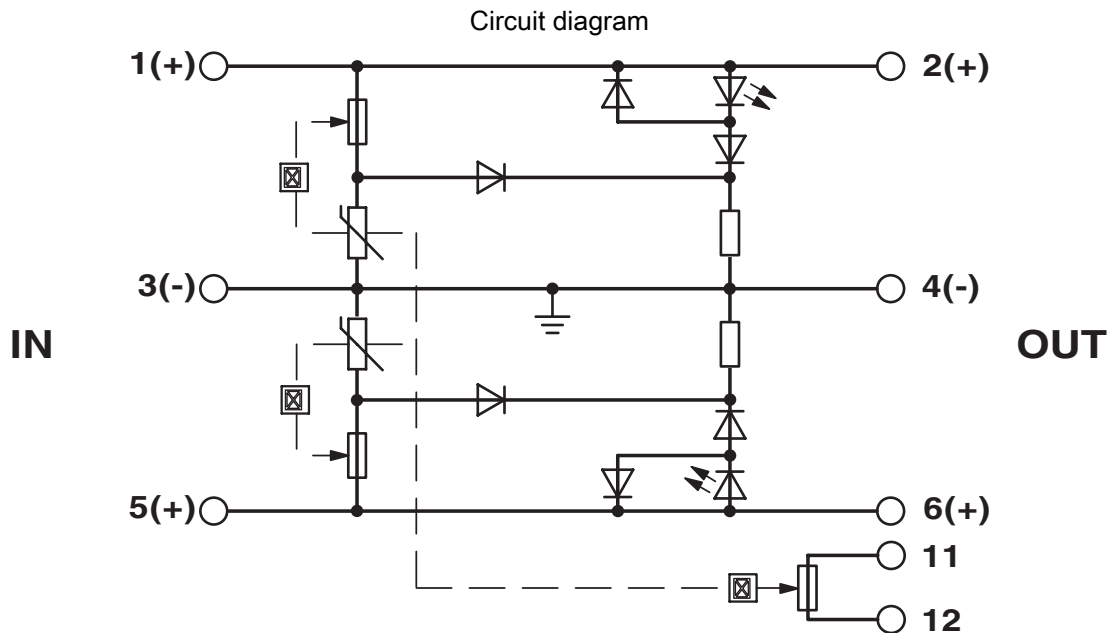 Circuit diagram
1(+)
2(+)
3(-)
4(-)
IN
OUT
5(+)
6(+)
11
12